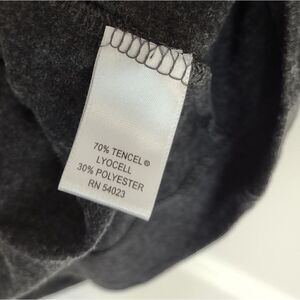 70% TENCEL®
LYOCELL
30% POLYESTER
RN 54023